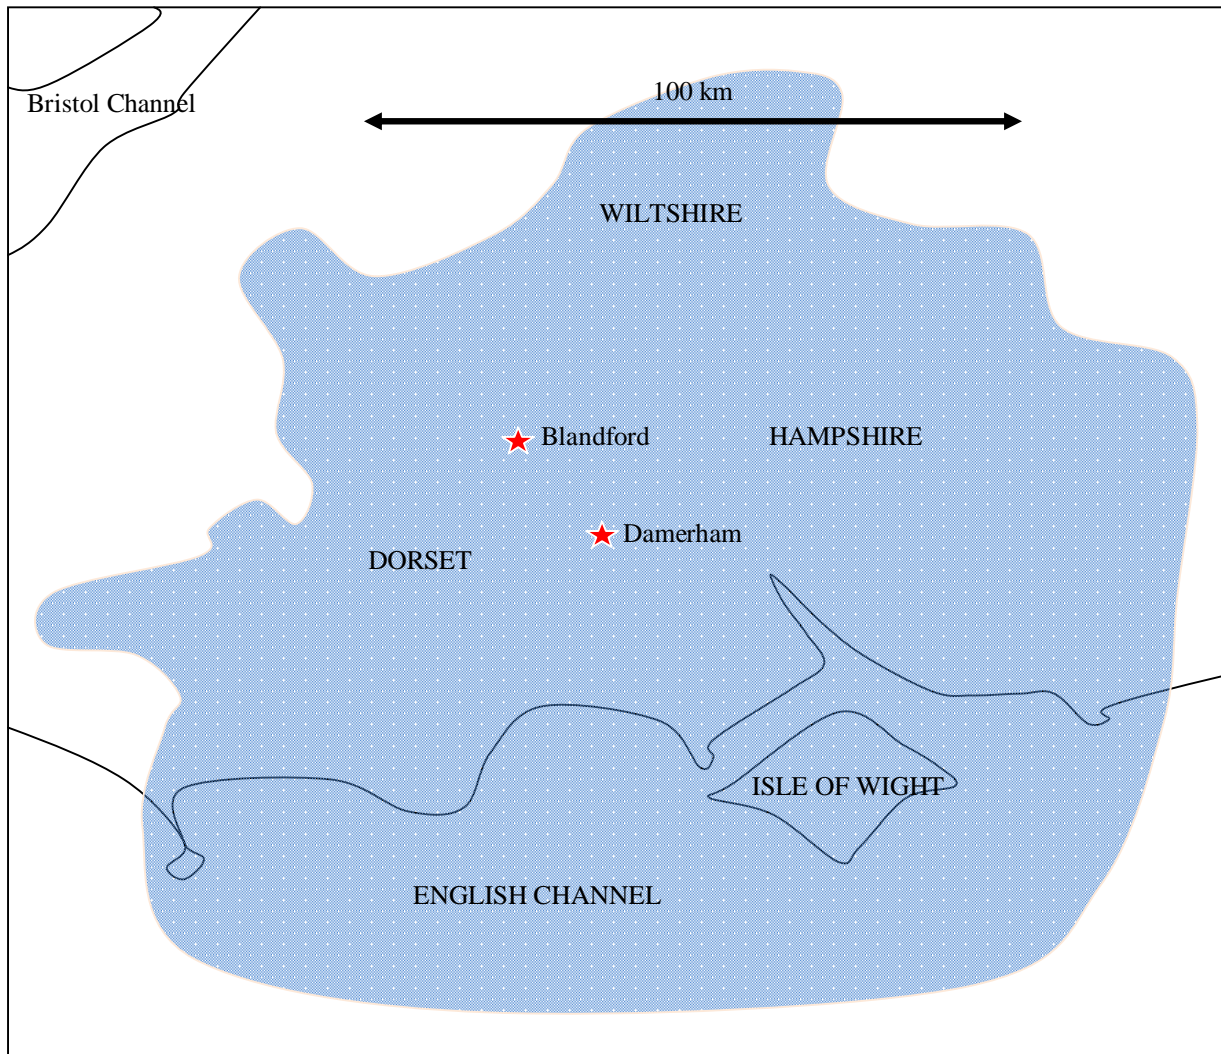 100 km
Bristol Channel
WILTSHIRE
Blandford
HAMPSHIRE
Damerham
DORSET
ISLE OF WIGHT
ENGLISH CHANNEL